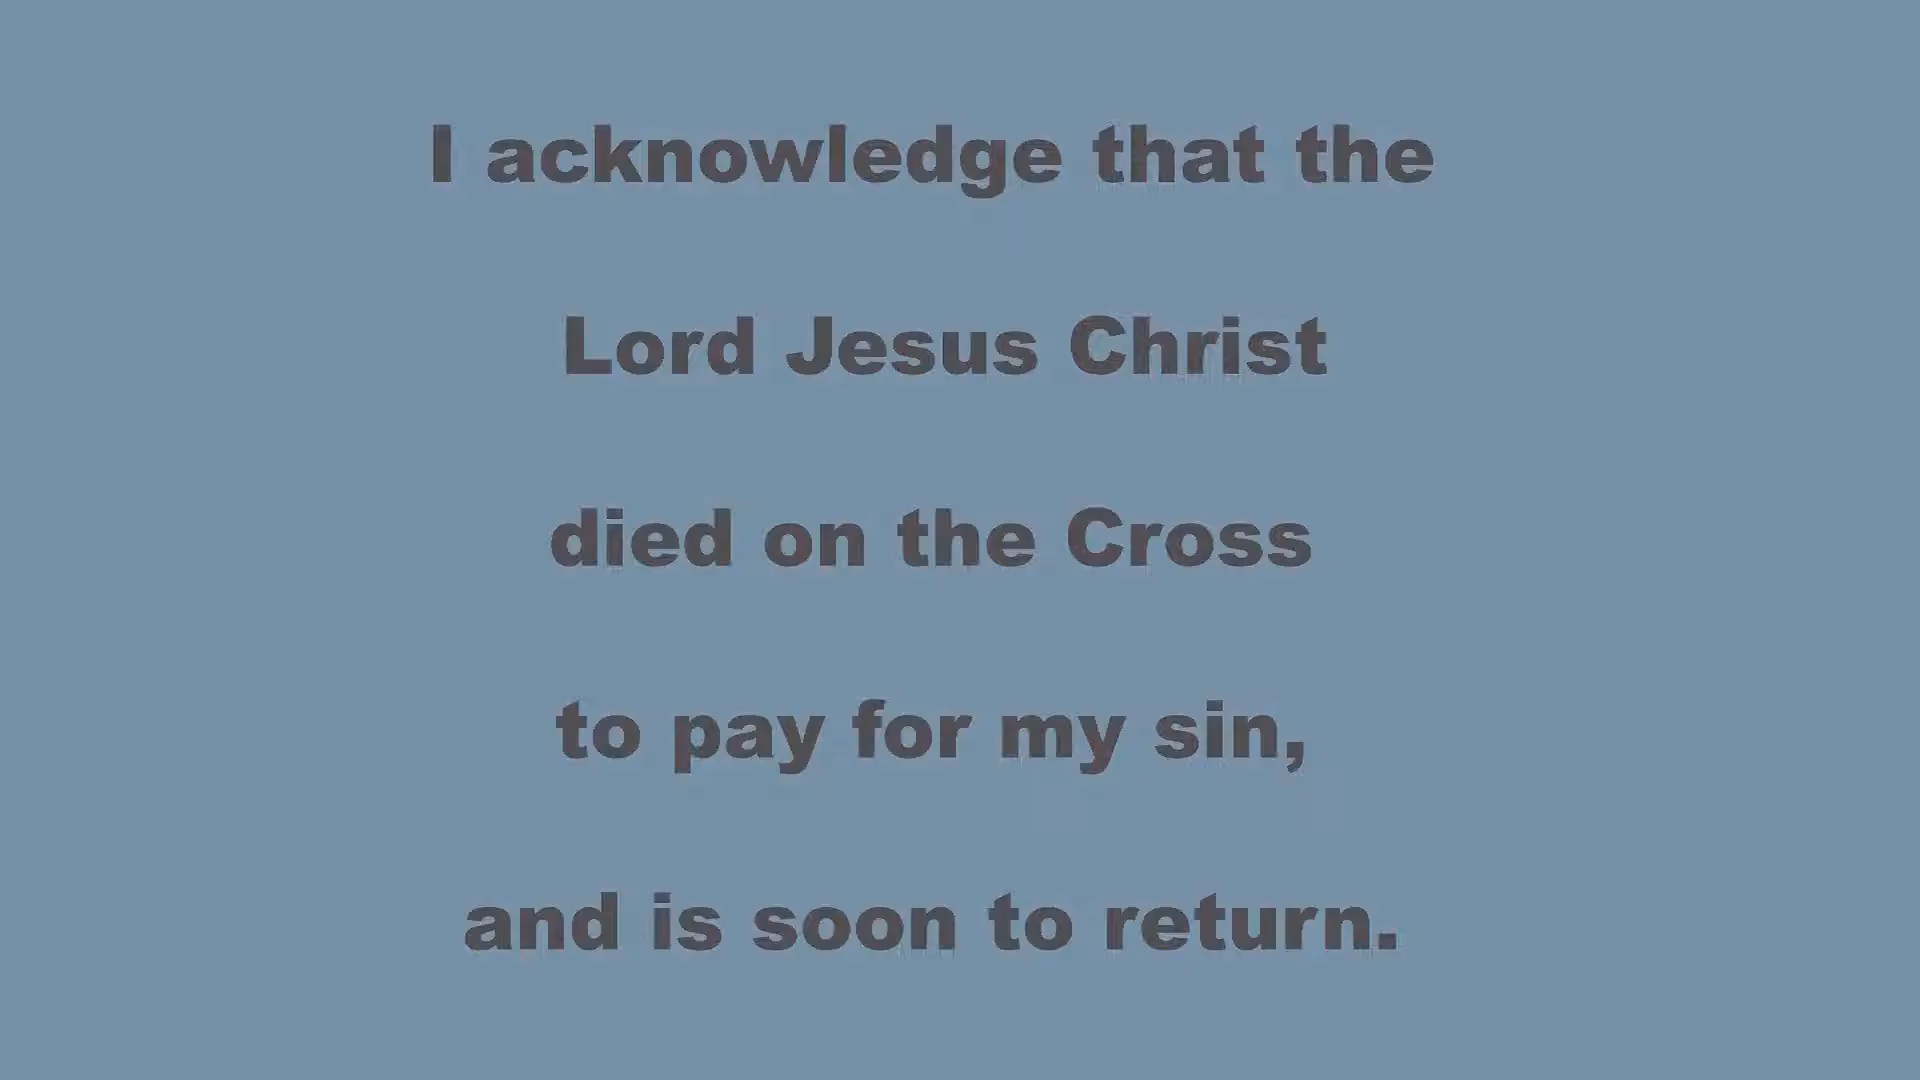 I acknowledge that the
Lord Jesus Christ
died on the Cross
to pay for my sin,
and is soon to return.